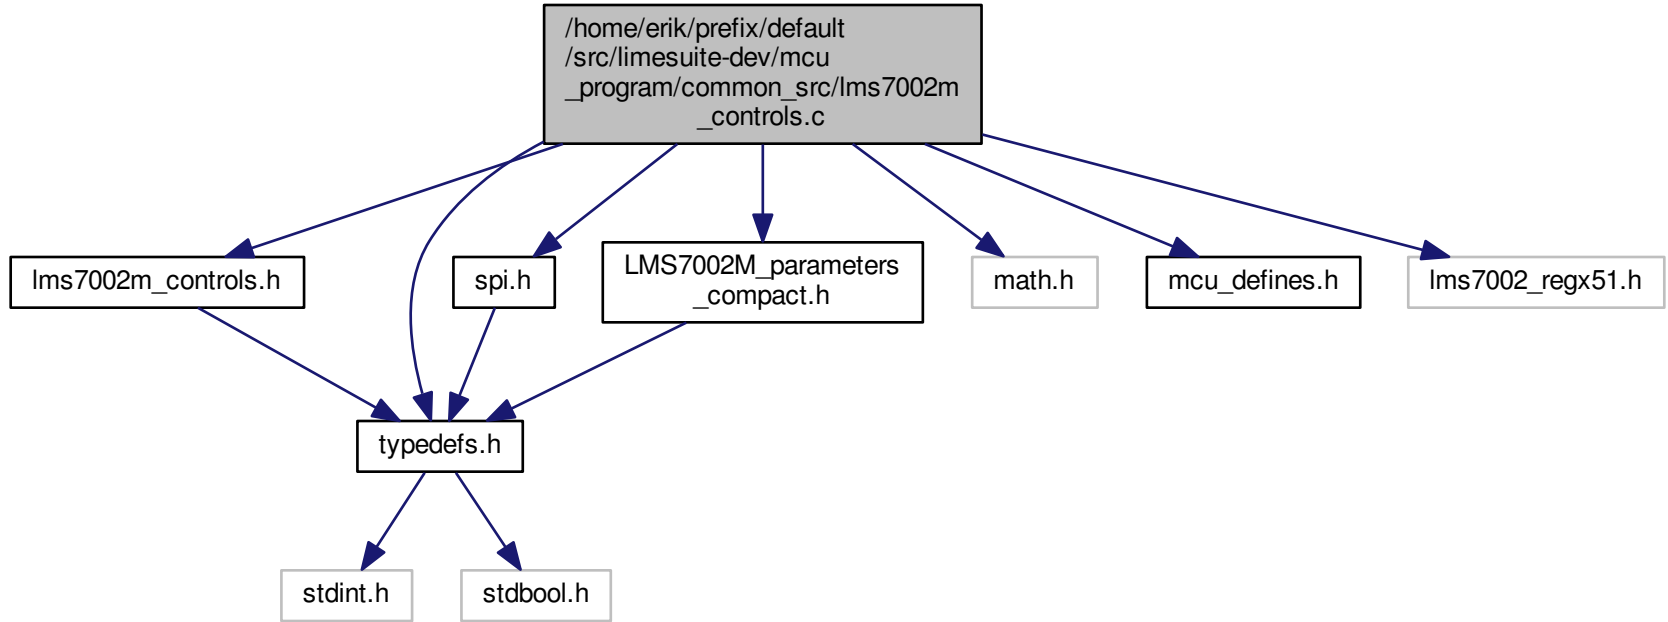 /home/erik/prefix/default
/src/limesuite-dev/mcu
_program/common_src/lms7002m
_controls.c
lms7002m_controls.h
spi.h
LMS7002M_parameters
_compact.h
math.h
mcu_defines.h
lms7002_regx51.h
typedefs.h
stdint.h
stdbool.h